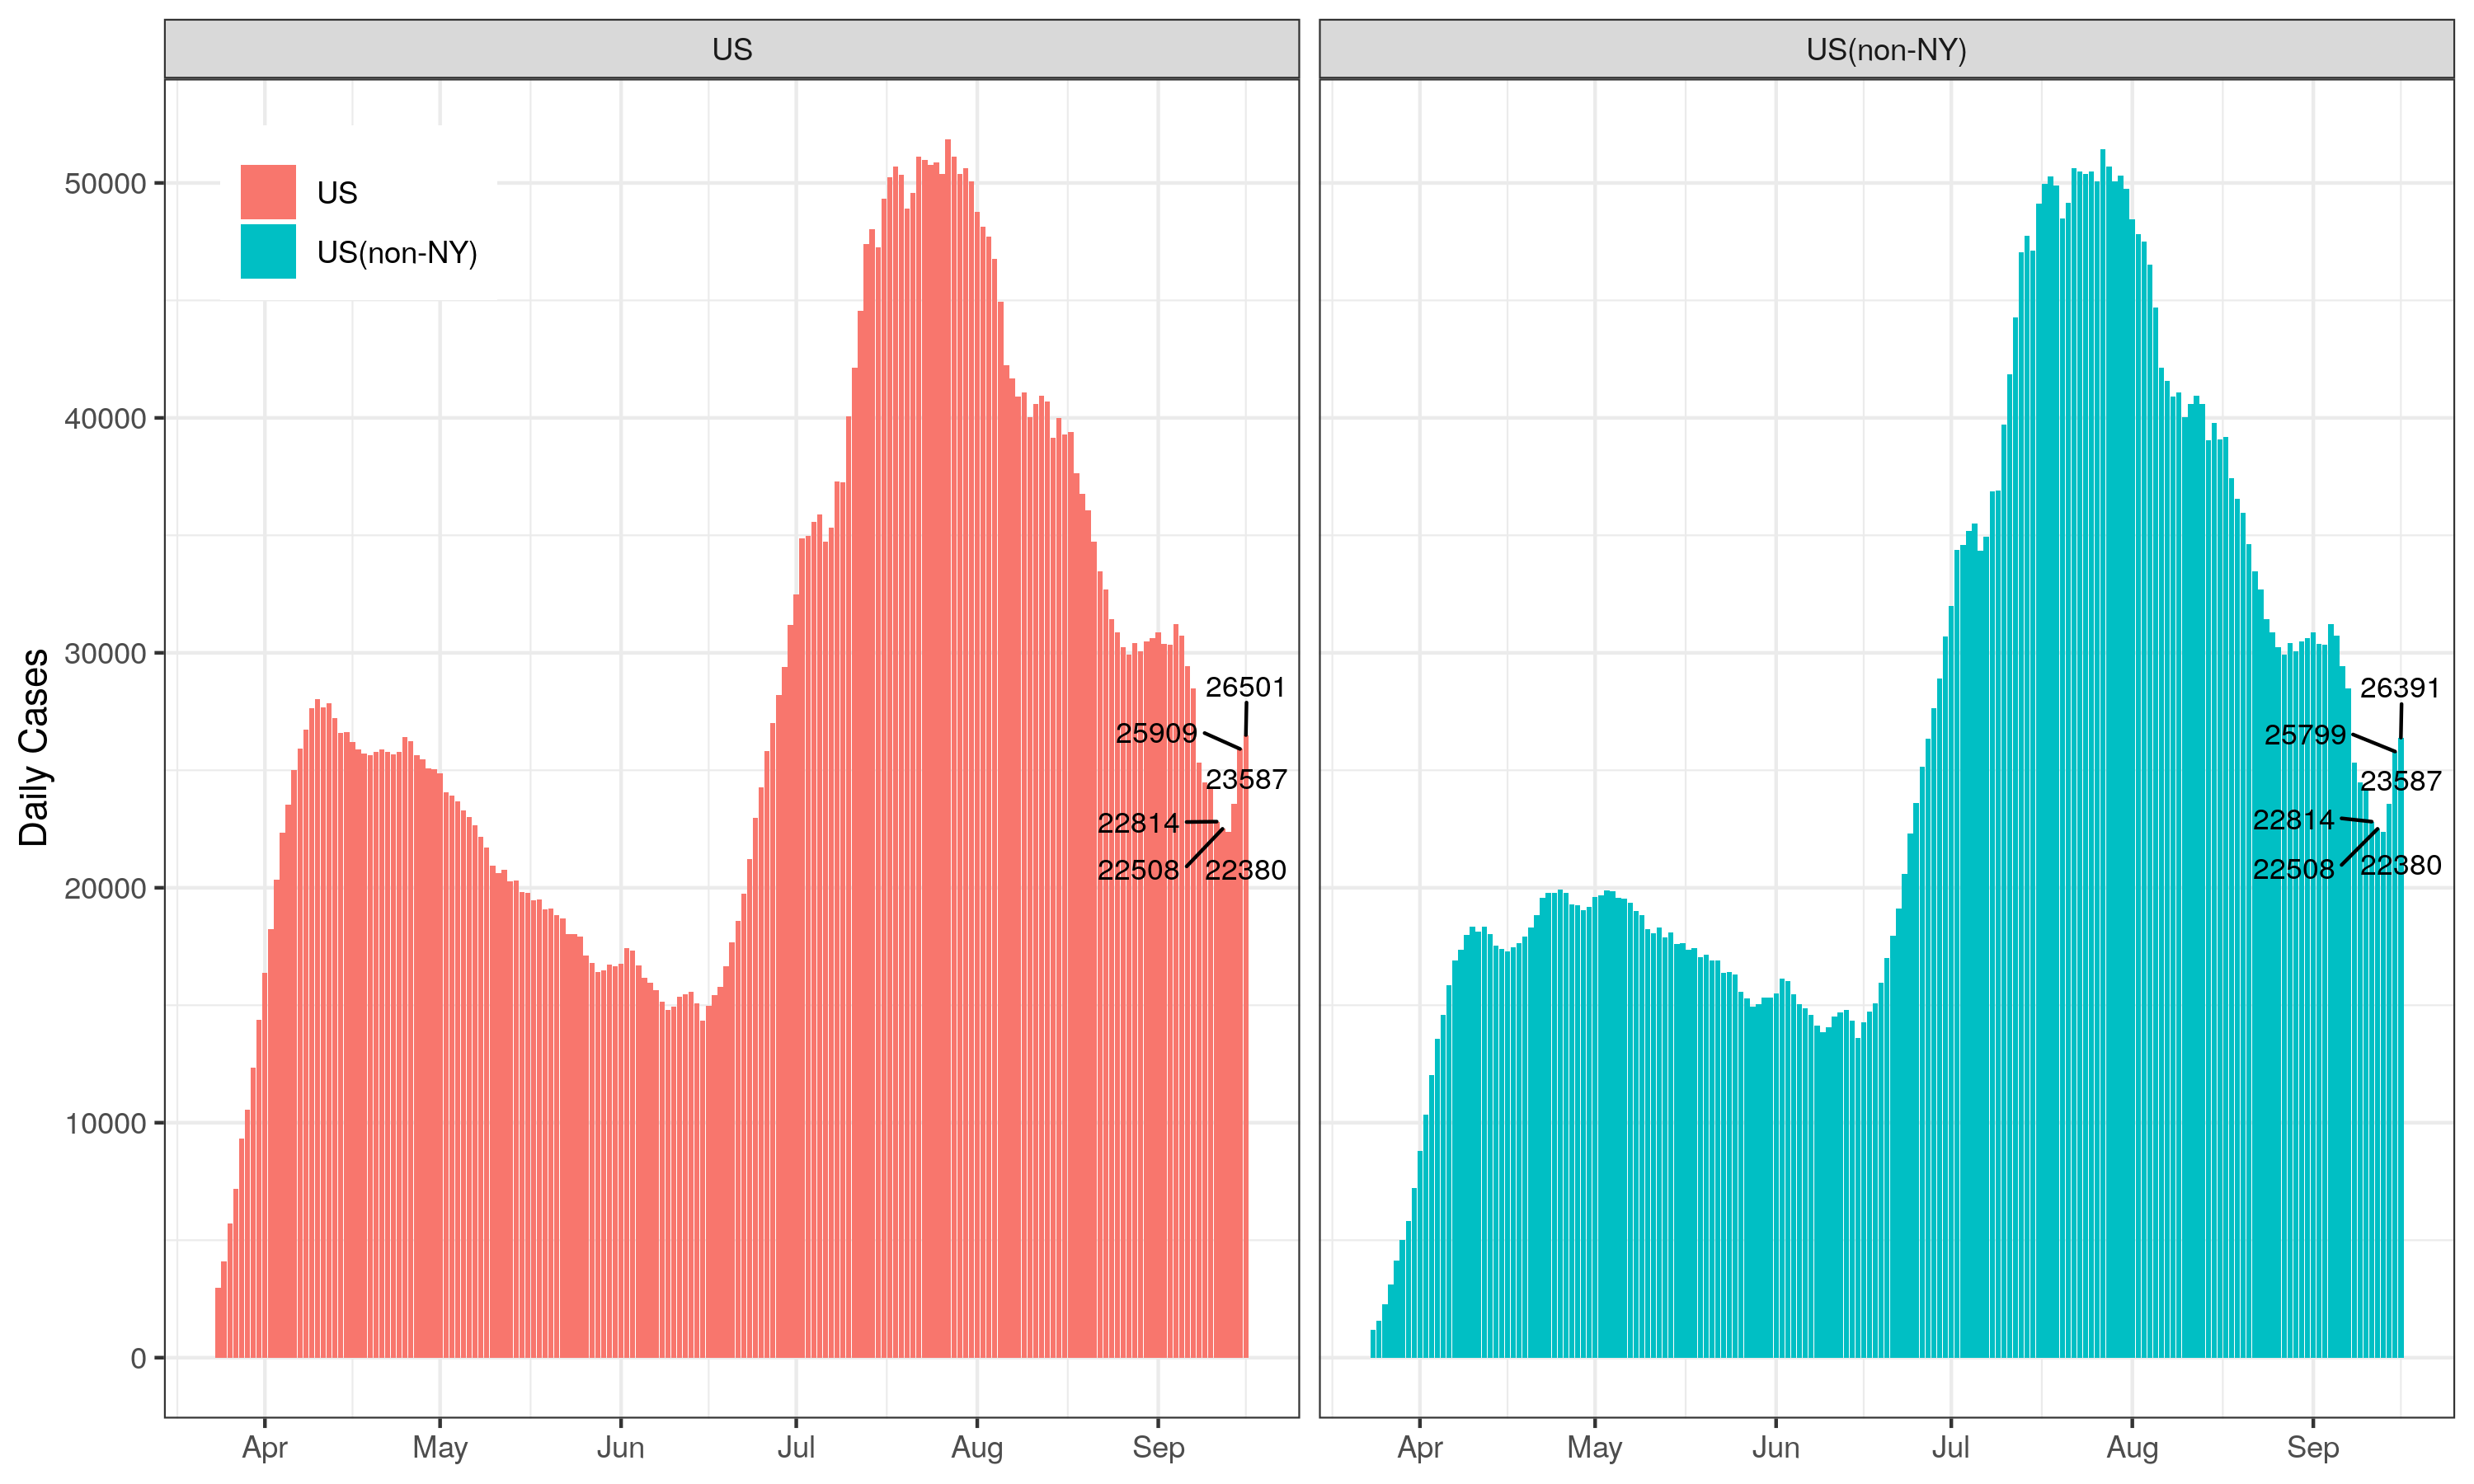 US
US(non-NY)
Daily Cases
50000
40000
30000
20000
10000
0
US
US(non-NY)
26501
25909
23587
22814
22508
22380
26391
25799
23587
22814
22508
22380
Apr
May
Jun
Jul
Aug
Sep
Apr
May
Jun
Jul
Aug
Sep